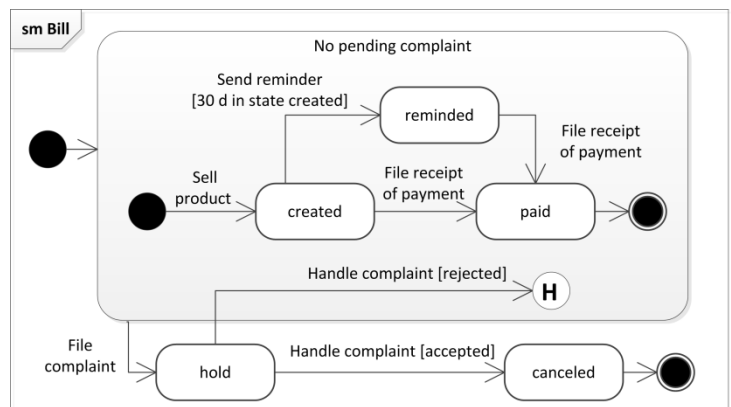 sm Bill
No pending complaint
Send reminder
[30 d in state created]
reminded
File receipt
of payment
Sell
product
File receipt
of payment
created
paid
Handle complaint [rejected]
H
File
complaint
Handle complaint [accepted]
hold
canceled